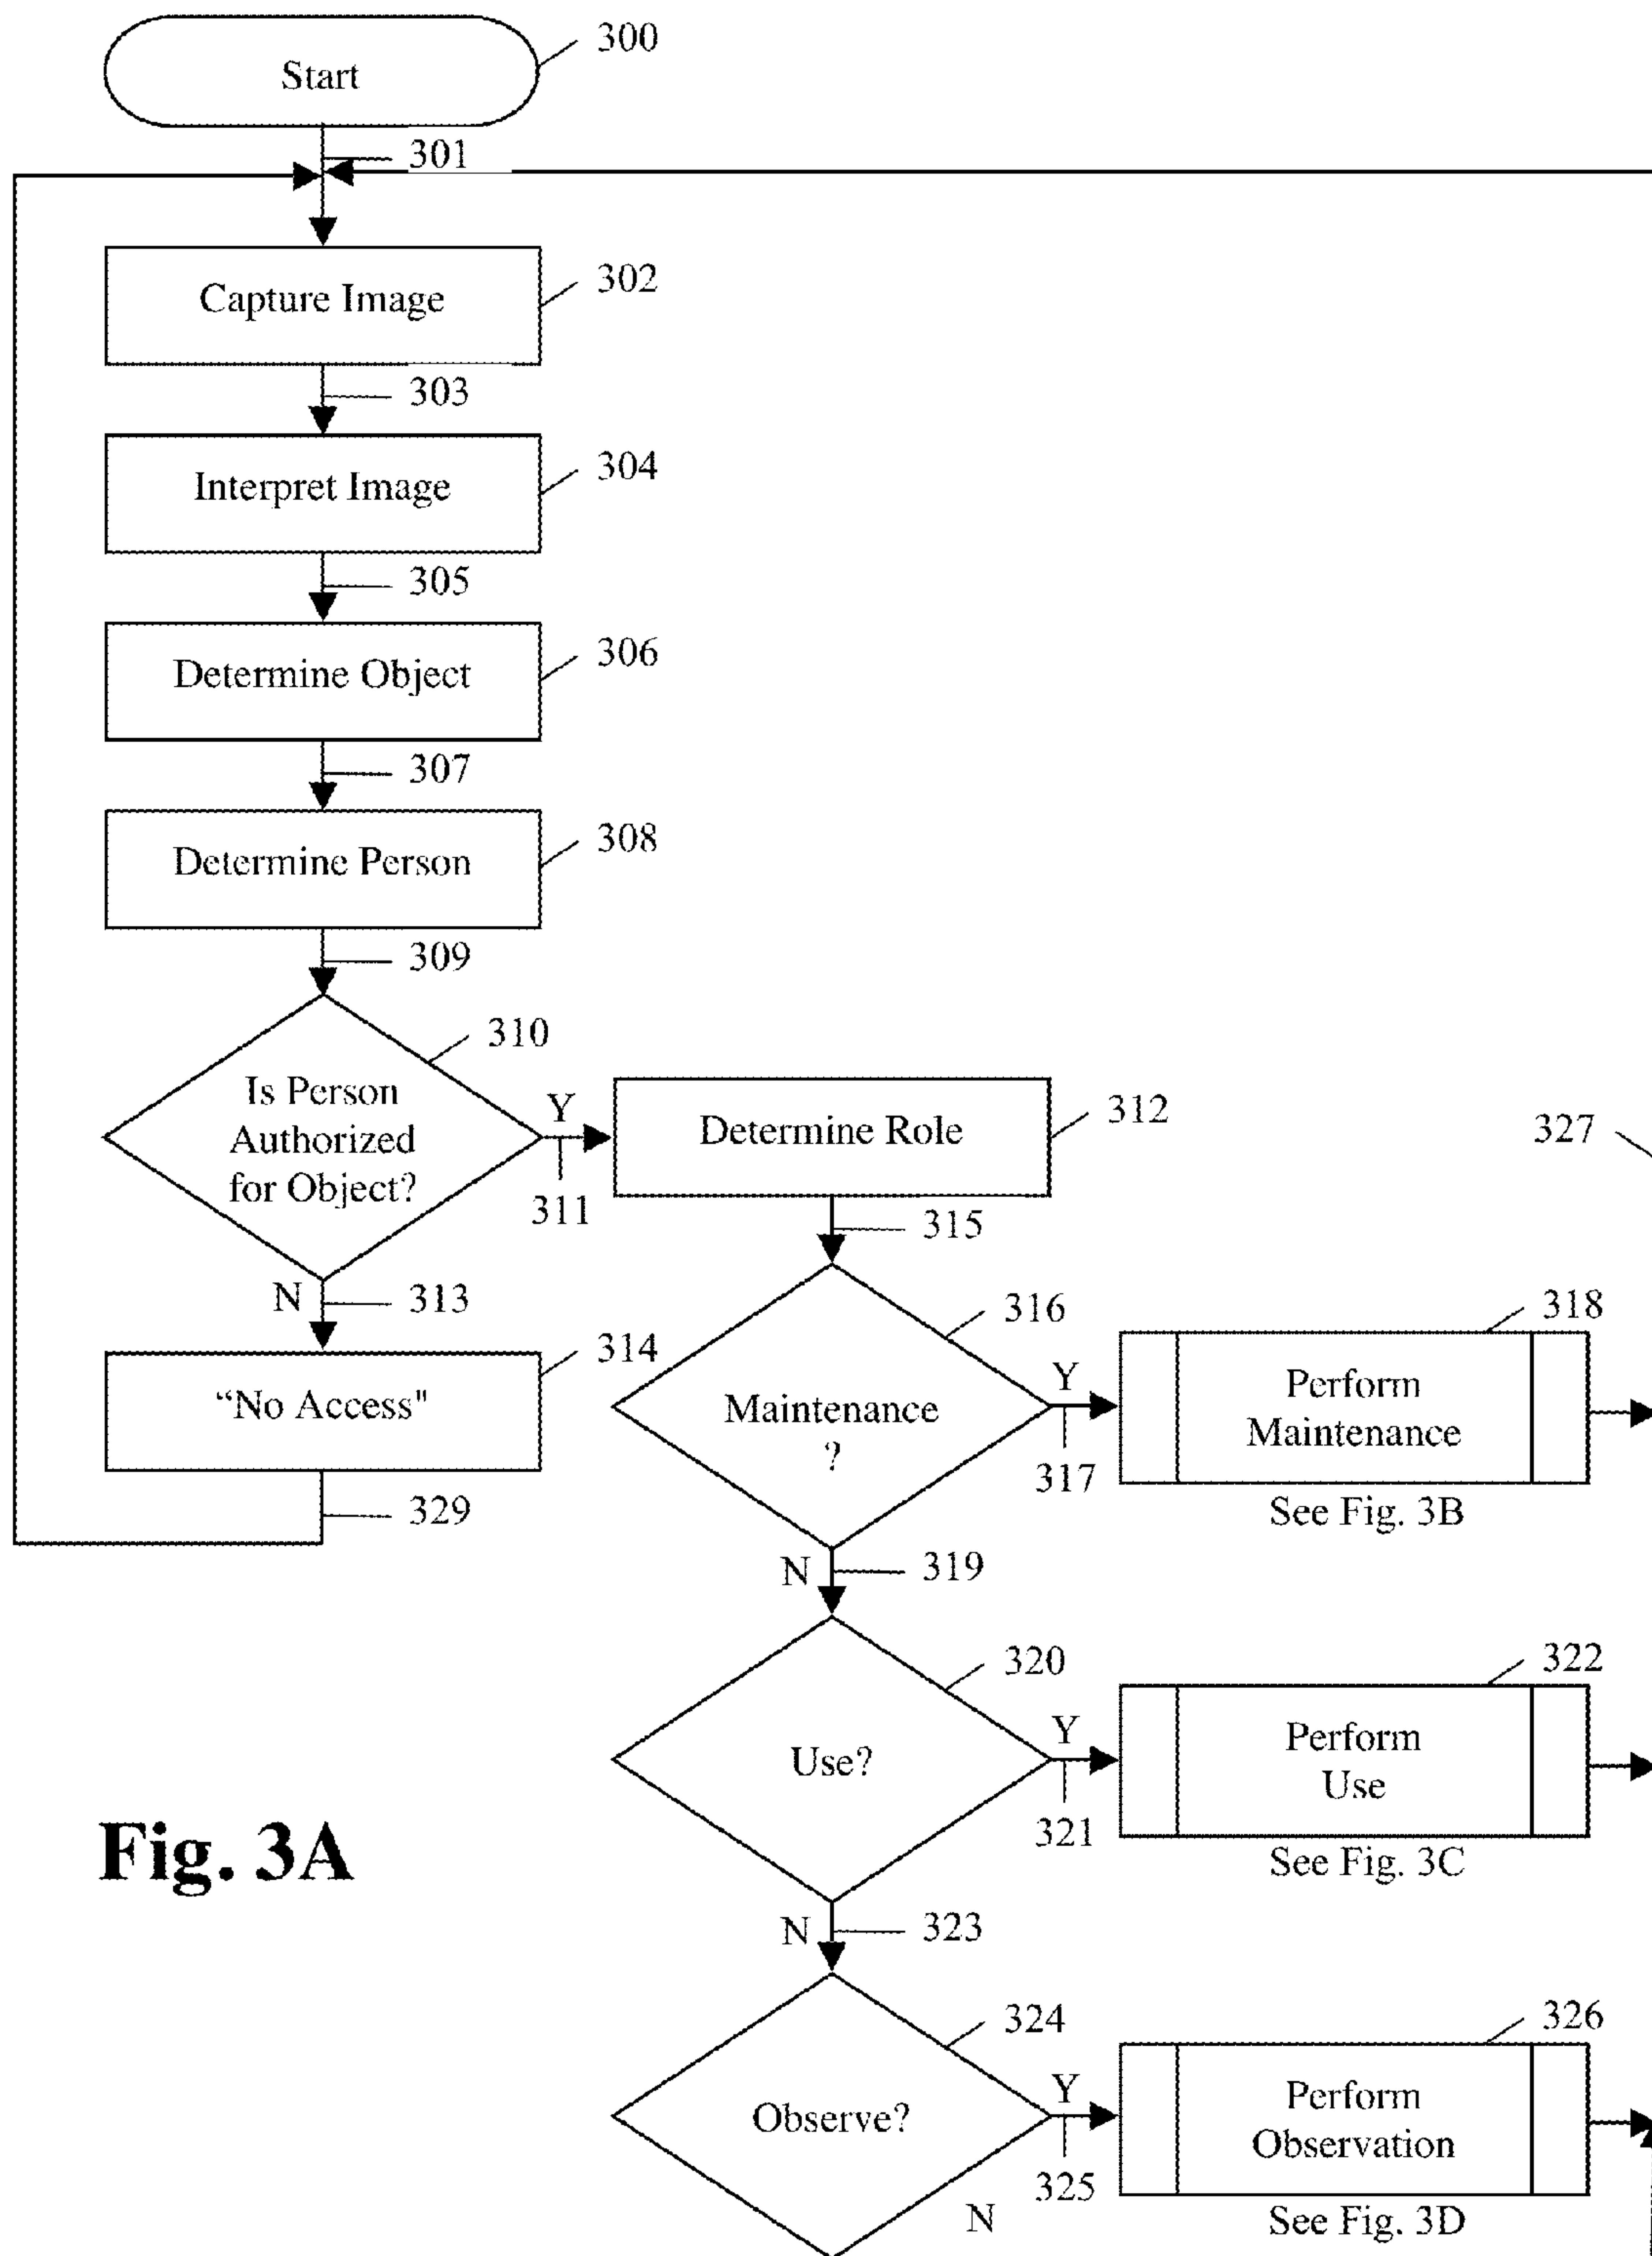 Start
300
301
Capture Image
302
303
Interpret Image
304
305
Determine Object
306
307
Determine Person
308
309
Is Person
Authorized
for Object?
310
Y
311
Determine Role
312
327
N
313
315
“No Access"
314
329
Maintenance
?
316
Y
317
Perform
Maintenance
318
See Fig. 3B
N
319
Use?
320
Y
321
Perform
Use
322
See Fig. 3C
Fig. 3A
N
323
Observe?
324
Y
325
N
Perform
Observation
326
See Fig. 3D